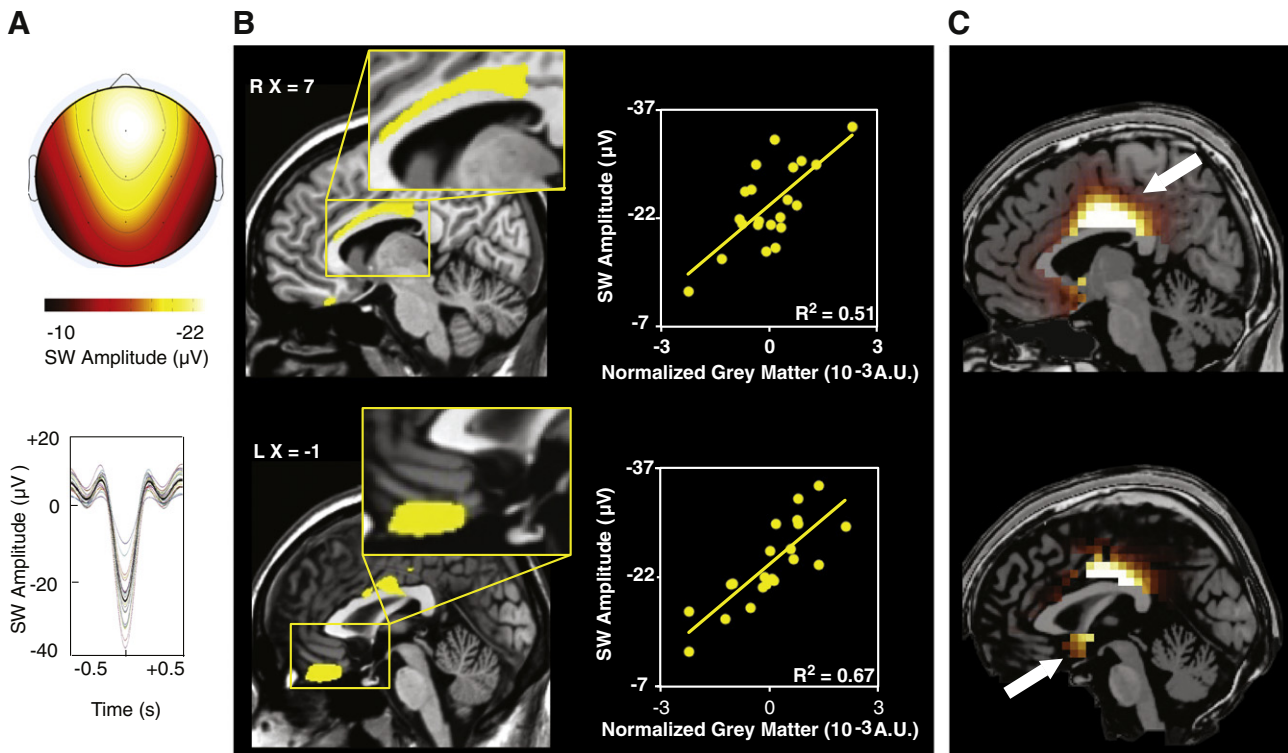 A
-10
-22
SW Amplitude (µV)
SW Amplitude (µV)
+20
0
-20
-40
-0.5
+0.5
Time (s)
B
R X = 7
SW Amplitude (µV)
-37
-22
-7
R² = 0.51
-3
0
3
Normalized Grey Matter (10⁻³A.U.)
L X = -1
SW Amplitude (µV)
-37
-22
-7
R² = 0.67
-3
0
3
Normalized Grey Matter (10⁻³A.U.)
C